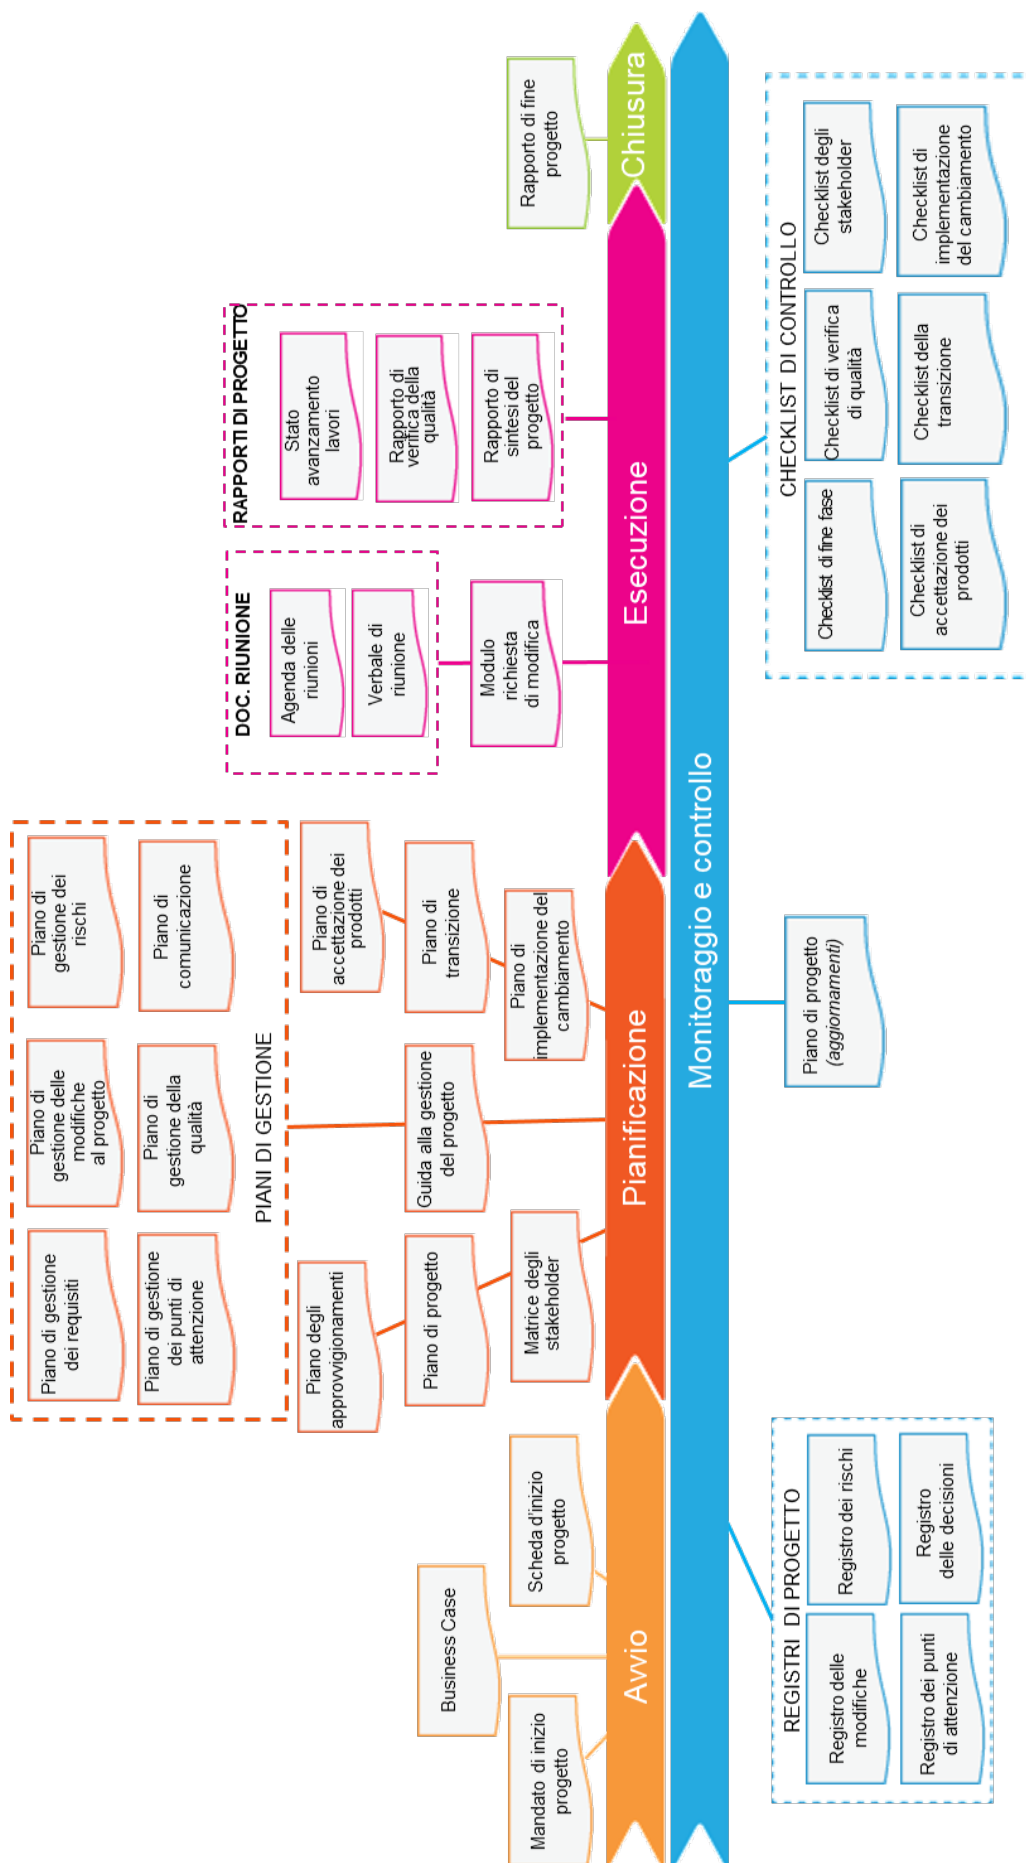 Mandato di inizio
progetto
Business Case
Scheda d'inizio
progetto
Avvio
PIANI DI GESTIONE
Piano di gestione
dei requisiti
Piano di
gestione delle
modifiche
al progetto
Piano di
gestione dei
rischi
Piano di gestione
dei punti di
attenzione
Piano di
gestione della
qualità
Piano di
comunicazione
Piano degli
approvvigionamenti
Piano di progetto
Matrice degli
stakeholder
Guida alla gestione
del progetto
Piano di
accettazione dei
prodotti
Piano di
transizione
Piano di
implementazione del
cambiamento
Pianificazione
DOC. RIUNIONE
Agenda delle
riunioni
Verbale di
riunione
Modulo
richiesta
di modifica
RAPPORTI DI PROGETTO
Stato
avanzamento
lavori
Rapporto di
verifica della
qualità
Rapporto di
sintesi del
progetto
Esecuzione
Rapporto di fine
progetto
Chiusura
Monitoraggio e controllo
REGISTRI DI PROGETTO
Registro delle
modifiche
Registro dei rischi
Registro dei punti
di attenzione
Registro
delle decisioni
Piano di progetto
(aggiornamenti)
CHECKLIST DI CONTROLLO
Checklist di fine fase
Checklist di verifica
di qualità
Checklist degli
stakeholder
Checklist di
accettazione dei
prodotti
Checklist della
transizione
Checklist di
implementazione
del cambiamento